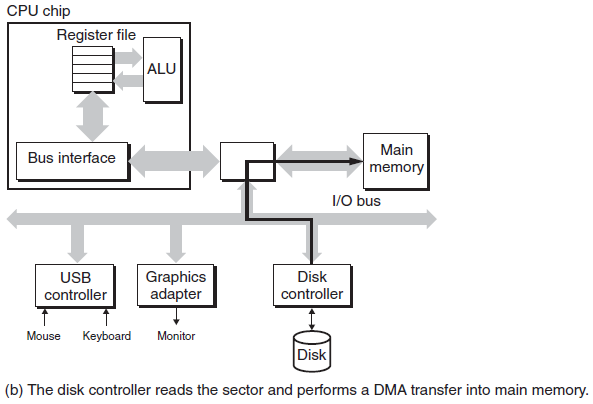 CPU chip
Register file
ALU
Bus interface
Main
memory
I/O bus
USB
controller
Graphics
adapter
Disk
controller
Mouse
Keyboard
Monitor
Disk
(b) The disk controller reads the sector and performs a DMA transfer into main memory.